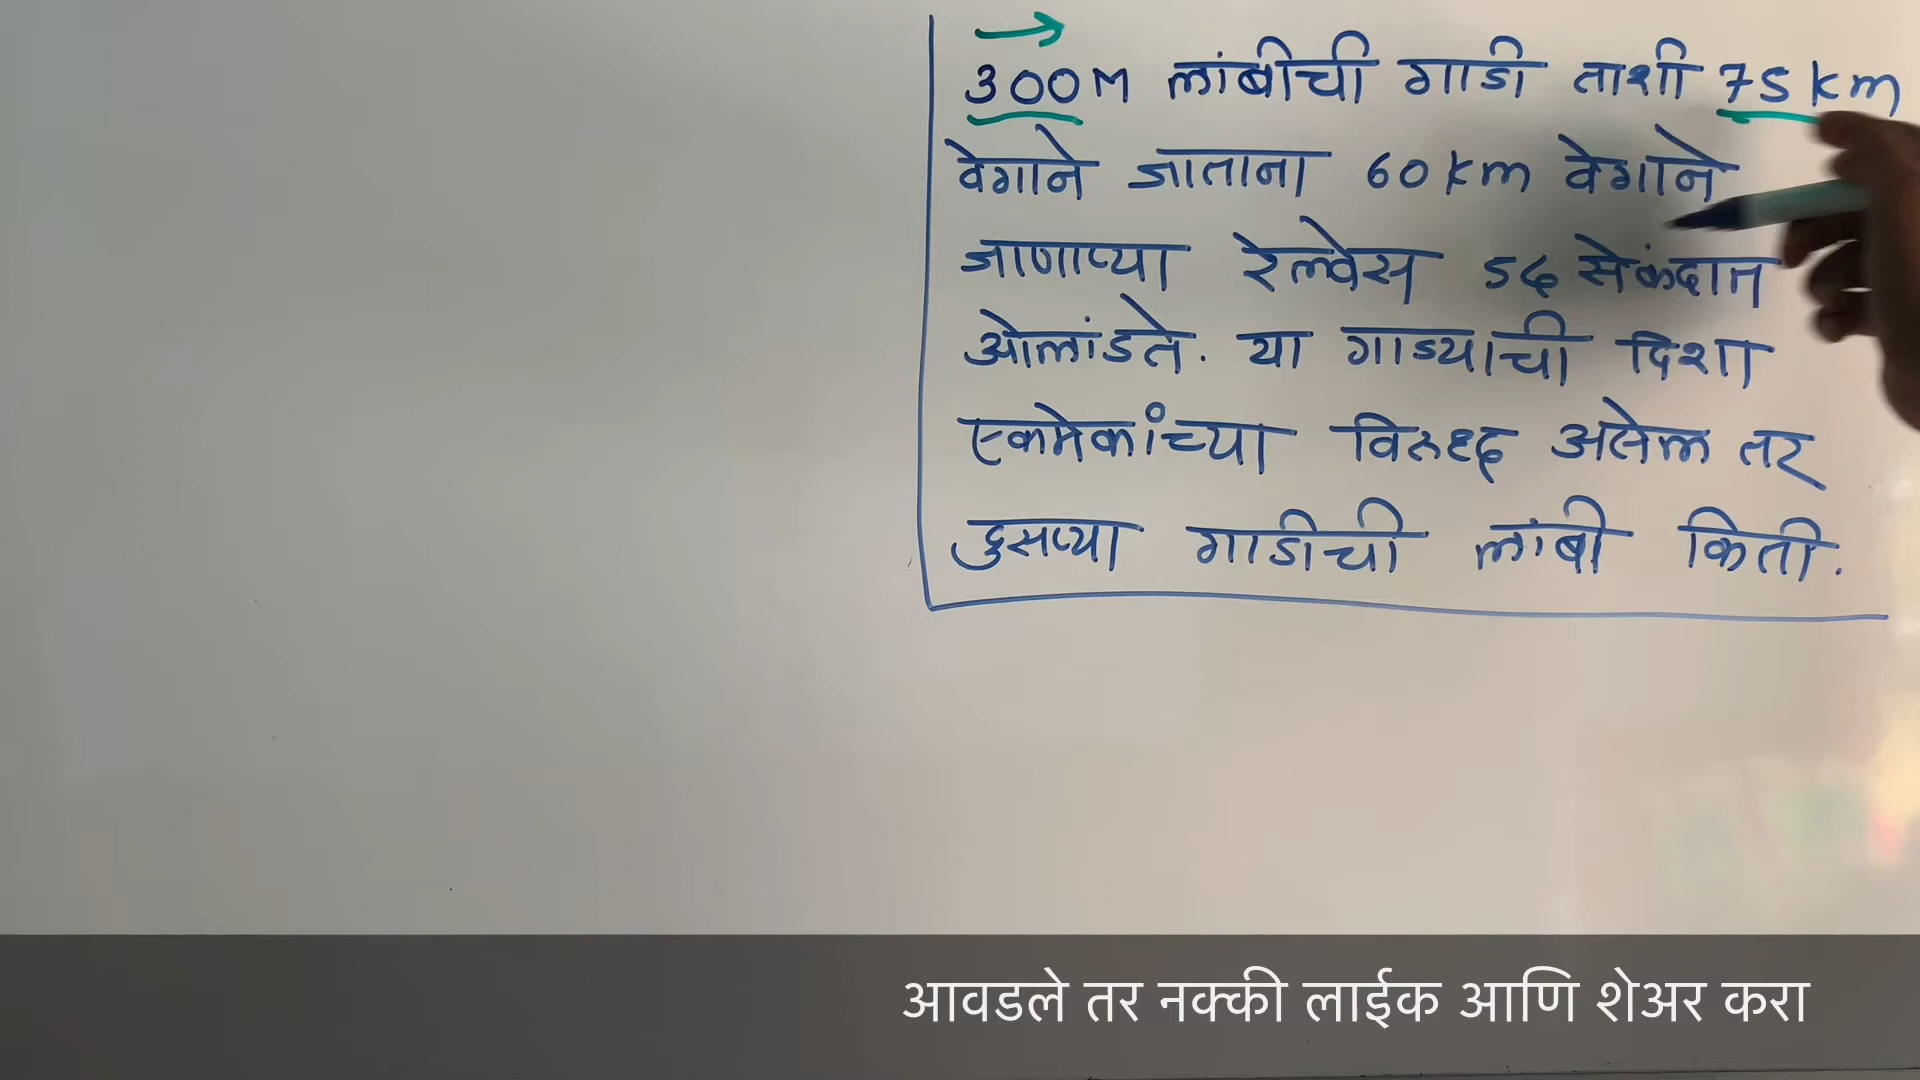 300M लांबीची गाडी ताशी 75 km
वेगाने जाताना 60 km वेगाने
जाणाऱ्या रेल्वेस 56 सेकंदात
ओलांडते. या गाड्याची दिशा
एकमेकांच्या विरुद्ध असेल तर
दुसऱ्या गाडीची लांबी किती.
आवडले तर नक्की लाईक आणि शेअर करा